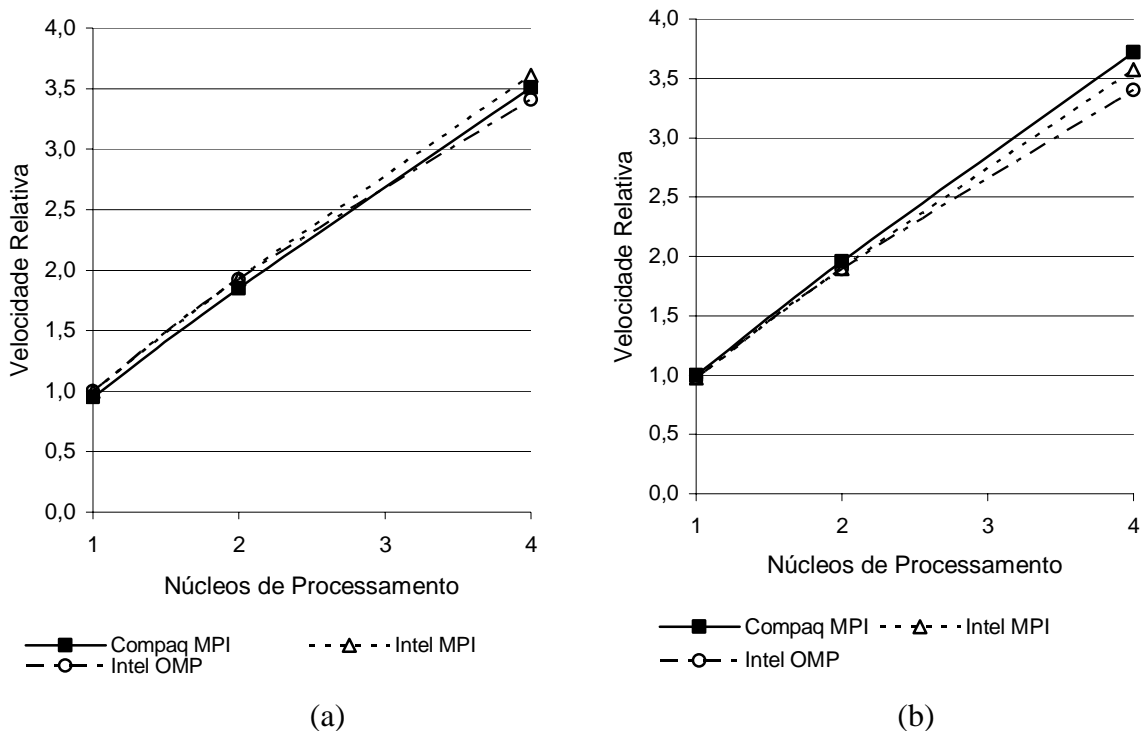 4,0
3,5
3,0
2,5
2,0
1,5
1,0
0,5
0,0
Velocidade Relativa
1 2 3 4
Núcleos de Processamento
Compaq MPI Intel MPI
Intel OMP
(a)
4,0
3,5
3,0
2,5
2,0
1,5
1,0
0,5
0,0
Velocidade Relativa
1 2 3 4
Núcleos de Processamento
Compaq MPI Intel MPI
Intel OMP
(b)